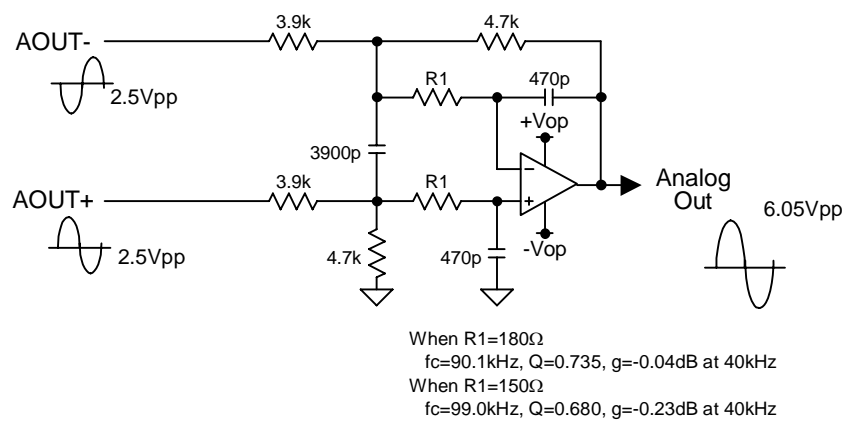 3.9k
4.7k
AOUT-
R1
470p
2.5Vpp
+Vop
3900p
−
3.9k
R1
+
Analog
Out
6.05Vpp
AOUT+
-Vop
2.5Vpp
4.7k
470p
When R1=180Ω
fc=90.1kHz, Q=0.735, g=-0.04dB at 40kHz
When R1=150Ω
fc=99.0kHz, Q=0.680, g=-0.23dB at 40kHz